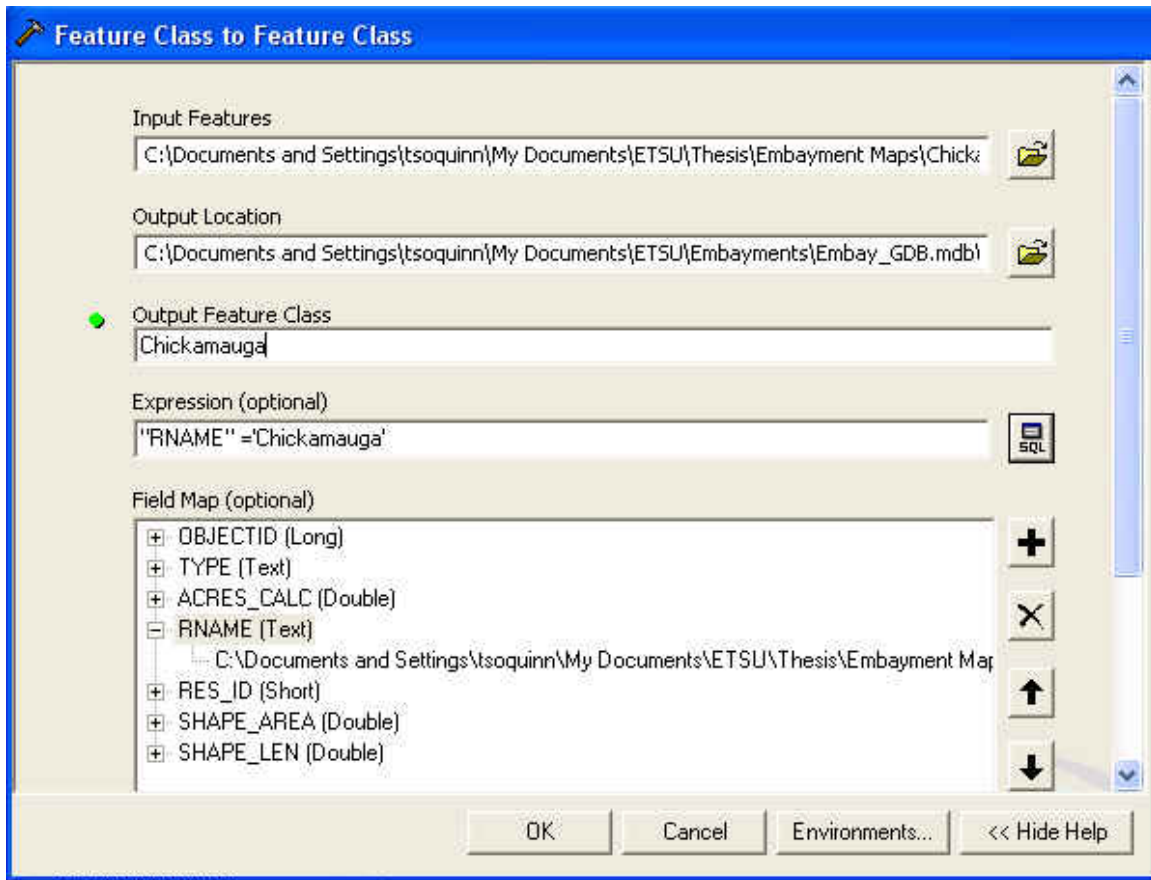 Feature Class to Feature Class
Input Features
C:\Documents and Settings\tsoquinn\My Documents\ETSU\Thesis\Embayment Maps\Chicka
Output Location
C:\Documents and Settings\tsoquinn\My Documents\ETSU\Embayments\Embay_GDB.mdb\
Output Feature Class
Chickamauga
Expression (optional)
"RNAME" ='Chickamauga'
SQL
Field Map (optional)
OBJECTID (Long)
TYPE (Text)
ACRES_CALC (Double)
RNAME (Text)
C:\Documents and Settings\tsoquinn\My Documents\ETSU\Thesis\Embayment Map
RES_ID (Short)
SHAPE_AREA (Double)
SHAPE_LEN (Double)
OK Cancel Environments... << Hide Help